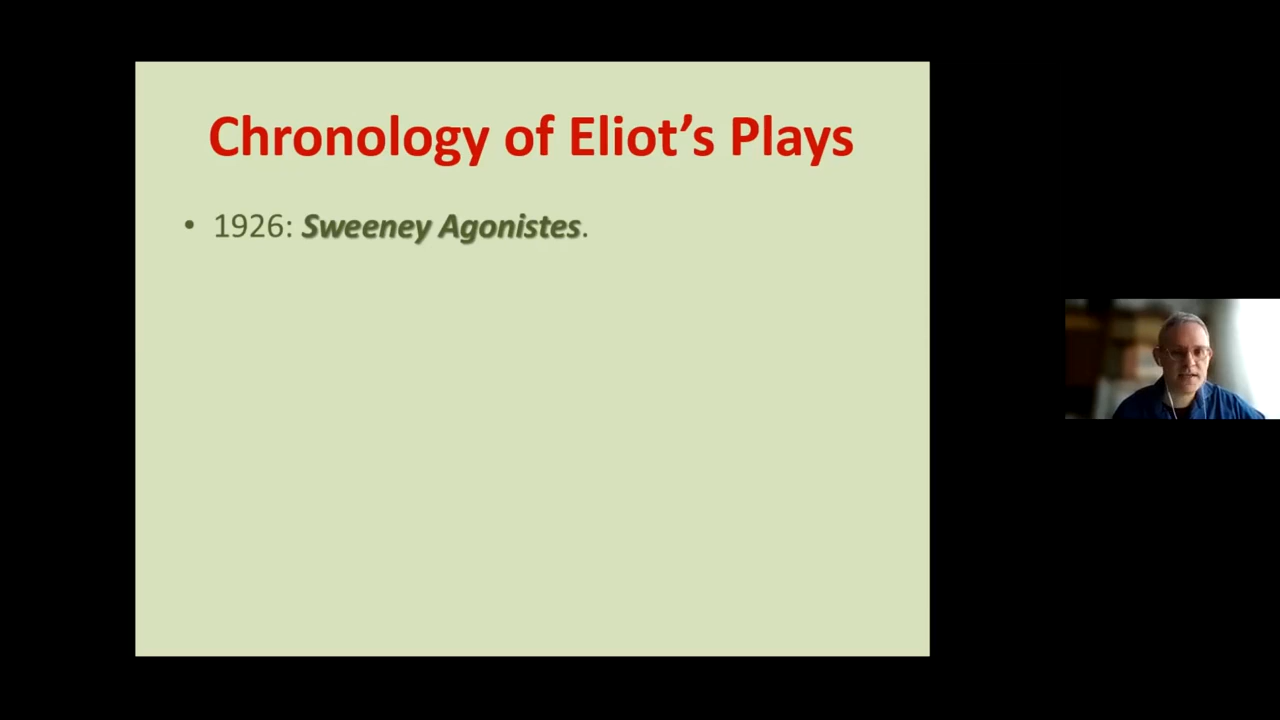 Chronology of Eliot’s Plays
• 1926: Sweeney Agonistes.